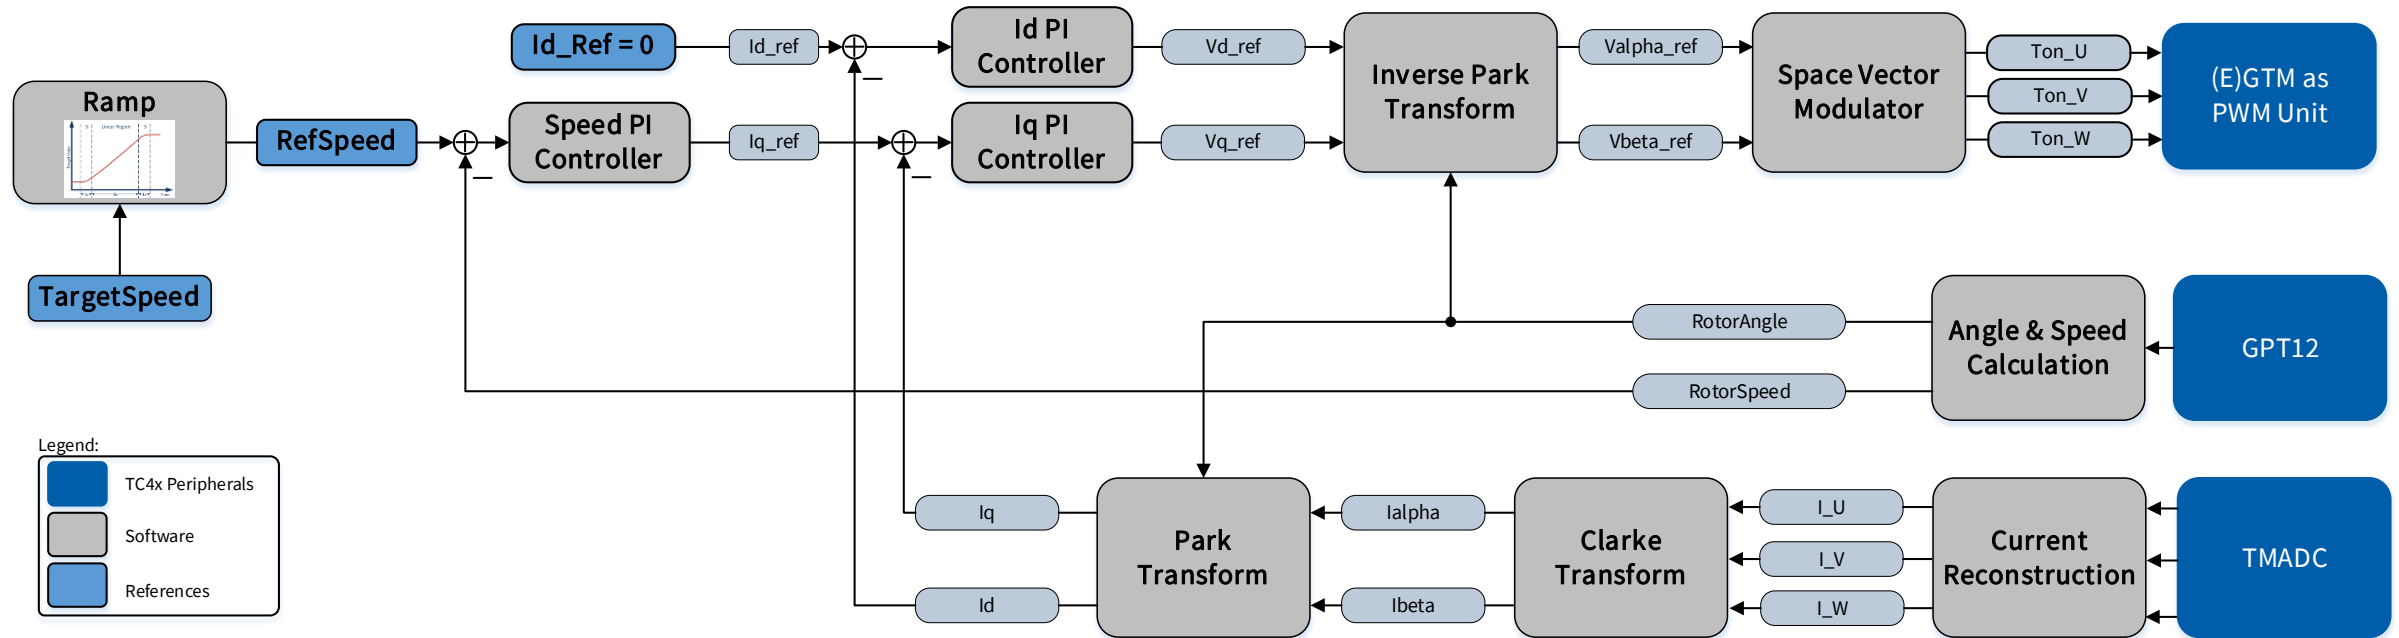 Id_Ref = 0
Id_ref
Id PI
Controller
Vd_ref
Inverse Park
Transform
Valpha_ref
Space Vector
Modulator
Ton_U
Ton_V
Ton_W
(E)GTM as
PWM Unit
Ramp
Linear Region
RefSpeed
Speed PI
Controller
Iq_ref
Iq PI
Controller
Vq_ref
Vbeta_ref
TargetSpeed
RotorAngle
RotorSpeed
Angle & Speed
Calculation
GPT12
Legend:
TC4x Peripherals
Software
References
Iq
Id
Park
Transform
Ialpha
Ibeta
Clarke
Transform
I_U
I_V
I_W
Current
Reconstruction
TMADC